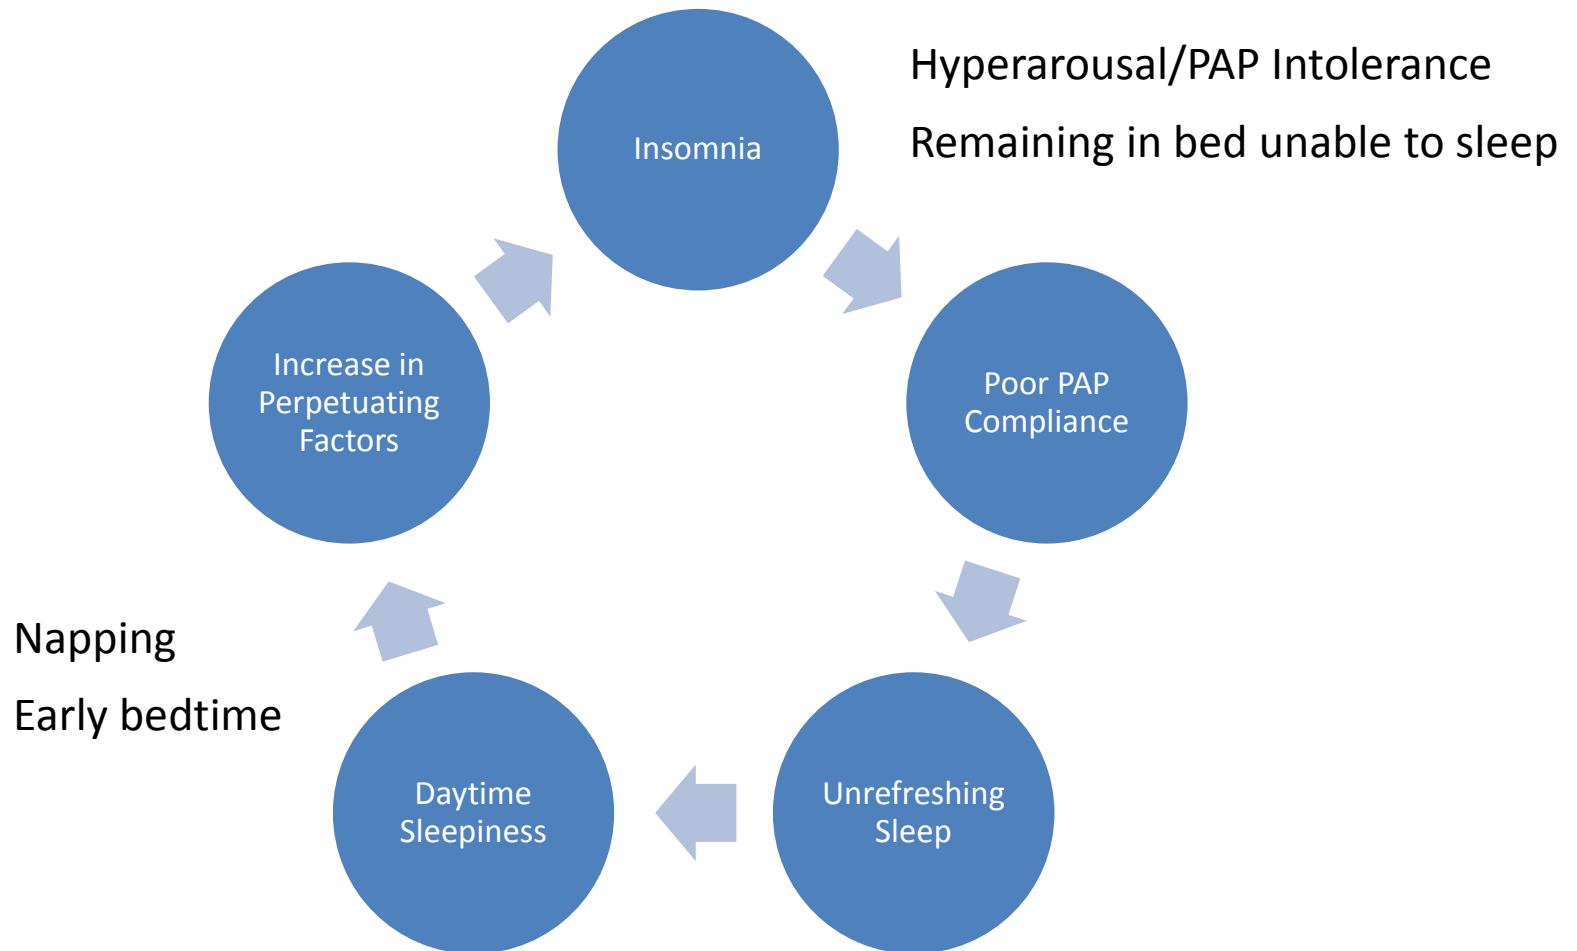 Insomnia
Hyperarousal/PAP Intolerance
Remaining in bed unable to sleep
Poor PAP
Compliance
Unrefreshing
Sleep
Daytime
Sleepiness
Napping
Early bedtime
Increase in
Perpetuating
Factors